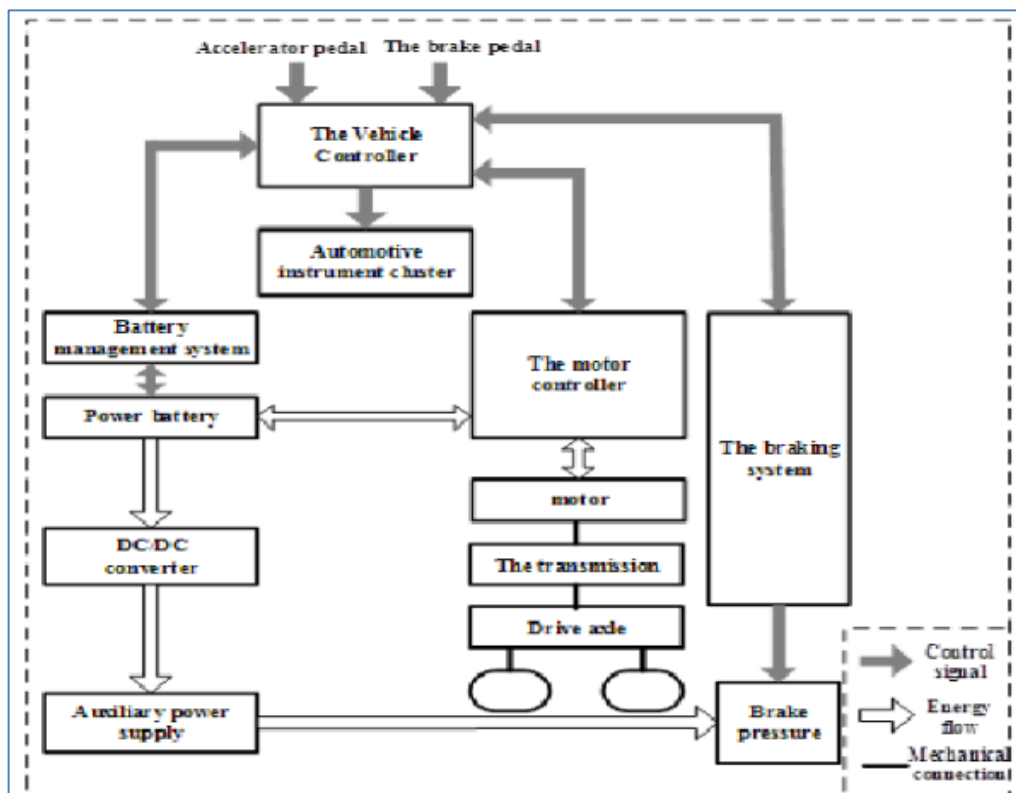 Accelerator pedal
The brake pedal
The Vehicle
Controller
Automotive
instrument cluster
Battery
management system
The motor
controller
Power battery
The braking
system
motor
DC/DC
converter
The transmission
Drive axle
Auxiliary power
supply
Brake
pressure
Control
signal
Energy
flow
Mechanical
connection